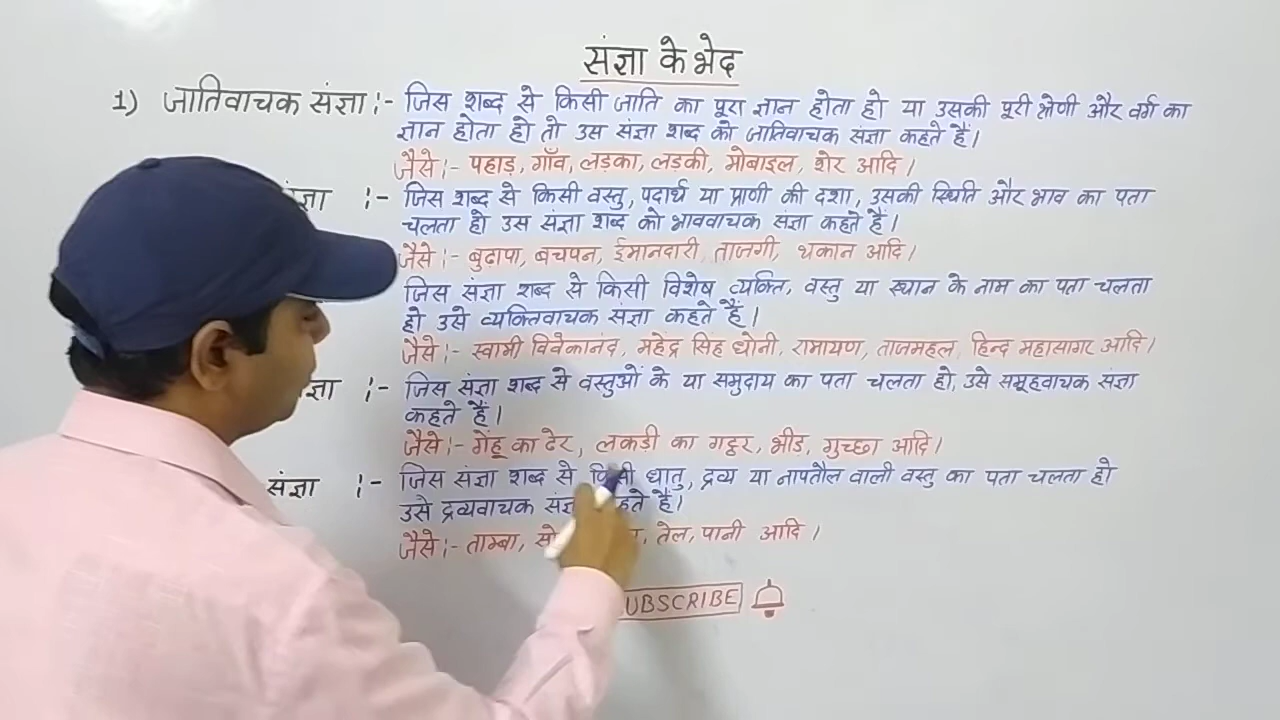 संज्ञा के भेद
1) जातिवाचक संज्ञा :- जिस शब्द से किसी जाति का पूरा ज्ञान होता हो या उसकी पूरी श्रेणी और वर्ग का
ज्ञान होता हो तो उस संज्ञा शब्द को जातिवाचक संज्ञा कहते हैं।
जैसे :- पहाड़, गाँव, लड़का, लड़की, मोबाइल, शेर आदि।
संज्ञा :- जिस शब्द से किसी वस्तु, पदार्थ या प्राणी की दशा, उसकी स्थिति और भाव का पता
चलता हो उस संज्ञा शब्द को भाववाचक संज्ञा कहते हैं।
जैसे :- बुढ़ापा, बचपन, ईमानदारी, ताजगी, थकान आदि।
जिस संज्ञा शब्द से किसी विशेष व्यक्ति, वस्तु या स्थान के नाम का पता चलता
हो उसे व्यक्तिवाचक संज्ञा कहते हैं।
जैसे :- स्वामी विवेकानंद, महेंद्र सिंह धोनी, रामायण, ताजमहल, हिन्द महासागर आदि।
संज्ञा :- जिस संज्ञा शब्द से वस्तुओं के या समुदाय का पता चलता हो, उसे समूहवाचक संज्ञा
कहते हैं।
जैसे :- गेंहू का ढेर, लकड़ी का गट्ठर, भीड़, गुच्छा आदि।
संज्ञा :- जिस संज्ञा शब्द से किसी धातु, द्रव्य या नापतौल वाली वस्तु का पता चलता हो
उसे द्रव्यवाचक संज्ञा कहते हैं।
जैसे :- ताम्बा, तेल, पानी आदि।
UBSCRIBE